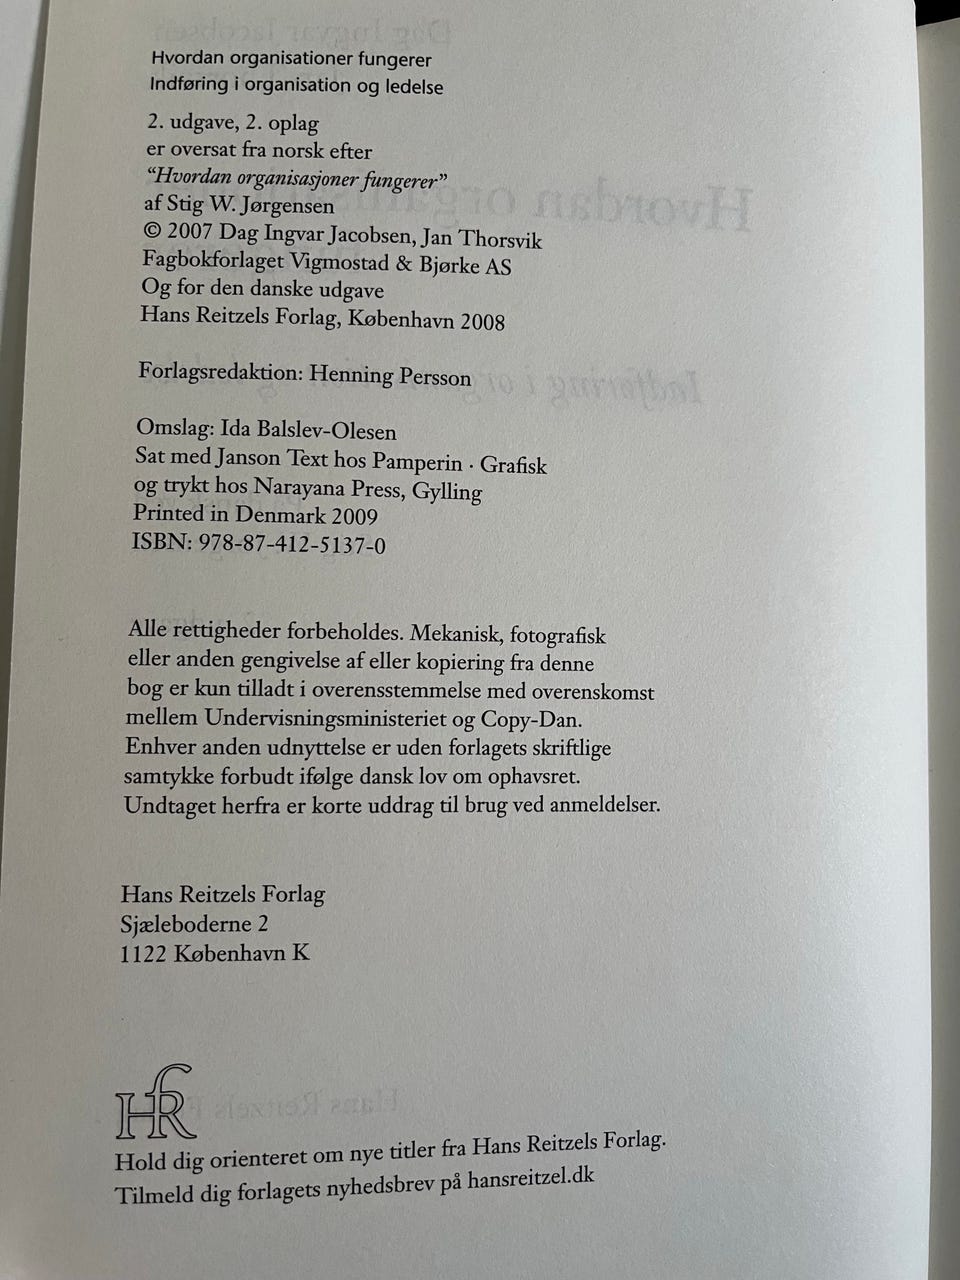 Hvordan organisationer fungerer
Indføring i organisation og ledelse
2. udgave, 2. oplag
er oversat fra norsk efter
“Hvordan organisasjoner fungerer”
af Stig W. Jørgensen
© 2007 Dag Ingvar Jacobsen, Jan Thorsvik
Fagbokforlaget Vigmostad & Bjørke AS
Og for den danske udgave
Hans Reitzels Forlag, København 2008
Forlagsredaktion: Henning Persson
Omslag: Ida Balslev-Olesen
Sat med Janson Text hos Pamperin · Grafisk
og trykt hos Narayana Press, Gylling
Printed in Denmark 2009
ISBN: 978-87-412-5137-0
Alle rettigheder forbeholdes. Mekanisk, fotografisk
eller anden gengivelse af eller kopiering fra denne
bog er kun tilladt i overensstemmelse med overenskomst
mellem Undervisningsministeriet og Copy-Dan.
Enhver anden udnyttelse er uden forlagets skriftlige
samtykke forbudt ifølge dansk lov om ophavsret.
Undtaget herfra er korte uddrag til brug ved anmeldelser.
Hans Reitzels Forlag
Sjæleboderne 2
1122 København K
HRf
Hold dig orienteret om nye titler fra Hans Reitzels Forlag.
Tilmeld dig forlagets nyhedsbrev på hansreitzel.dk